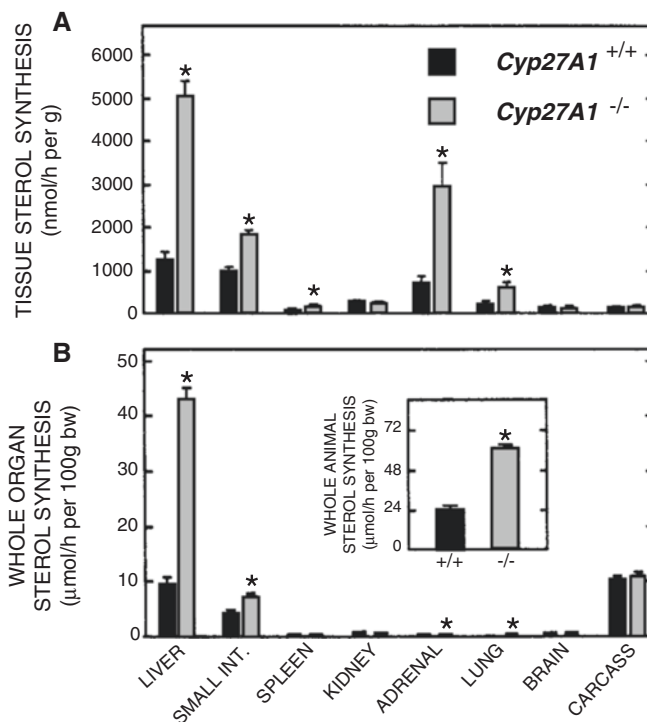 A
TISSUE STEROL SYNTHESIS
(nmol/h per g)
6000
5000
4000
3000
2000
1000
0
Cyp27A1 +/+
Cyp27A1 -/-
*
*
*
*
*
B
WHOLE ORGAN
STEROL SYNTHESIS
(μmol/h per 100g bw)
50
40
30
20
10
0
*
*
*
*
WHOLE ANIMAL
STEROL SYNTHESIS
(μmol/h per 100g bw)
72
48
24
0
*
+/+
-/-
LIVER
SMALL INT.
SPLEEN
KIDNEY
ADRENAL
LUNG
BRAIN
CARCASS